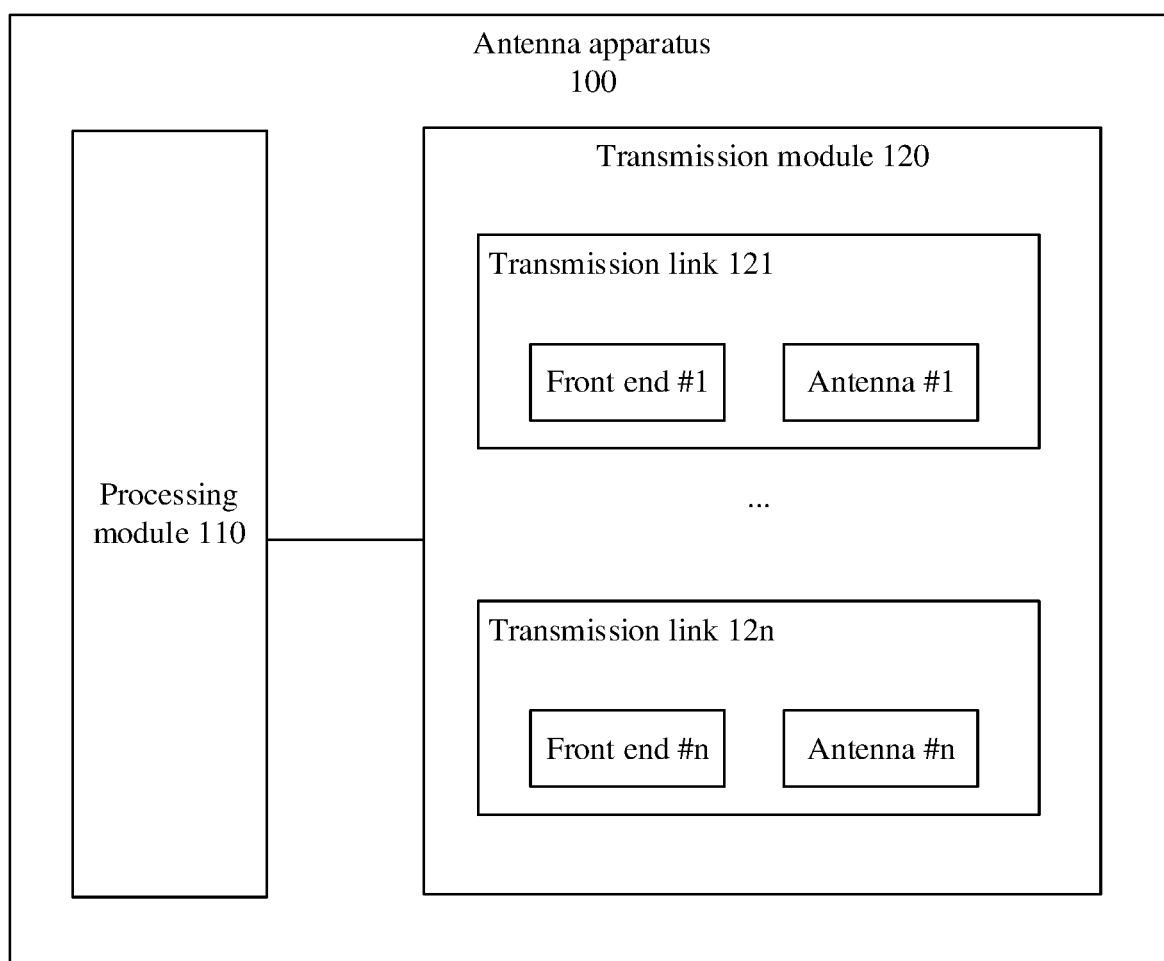 Antenna apparatus
100
Transmission module 120
Transmission link 121
Front end #1
Antenna #1
Processing
module 110
...
Transmission link 12n
Front end #n
Antenna #n